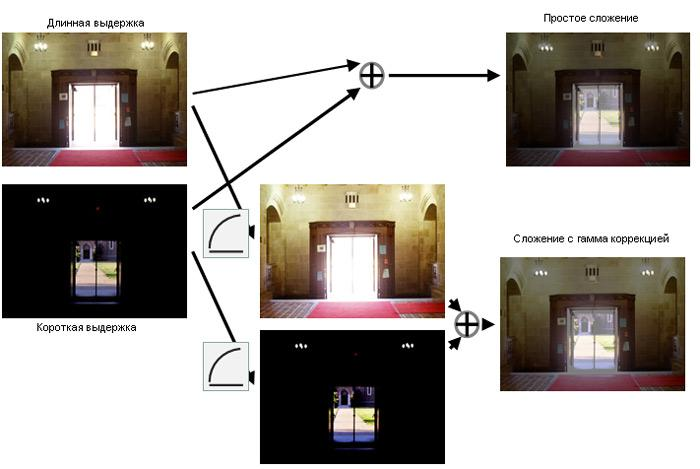 Длинная выдержка
Простое сложение
Сложение с гамма коррекцией
Короткая выдержка